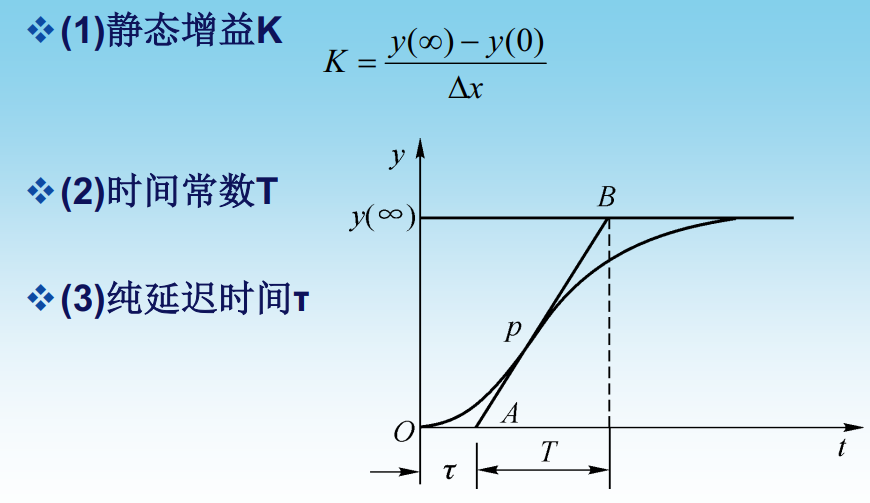 ❖(1)静态增益K
K = \frac{y(∞) − y(0)}{Δx}
❖(2)时间常数T
❖(3)纯延迟时间τ
y
B
y(∞)
p
A
O
t
τ
T